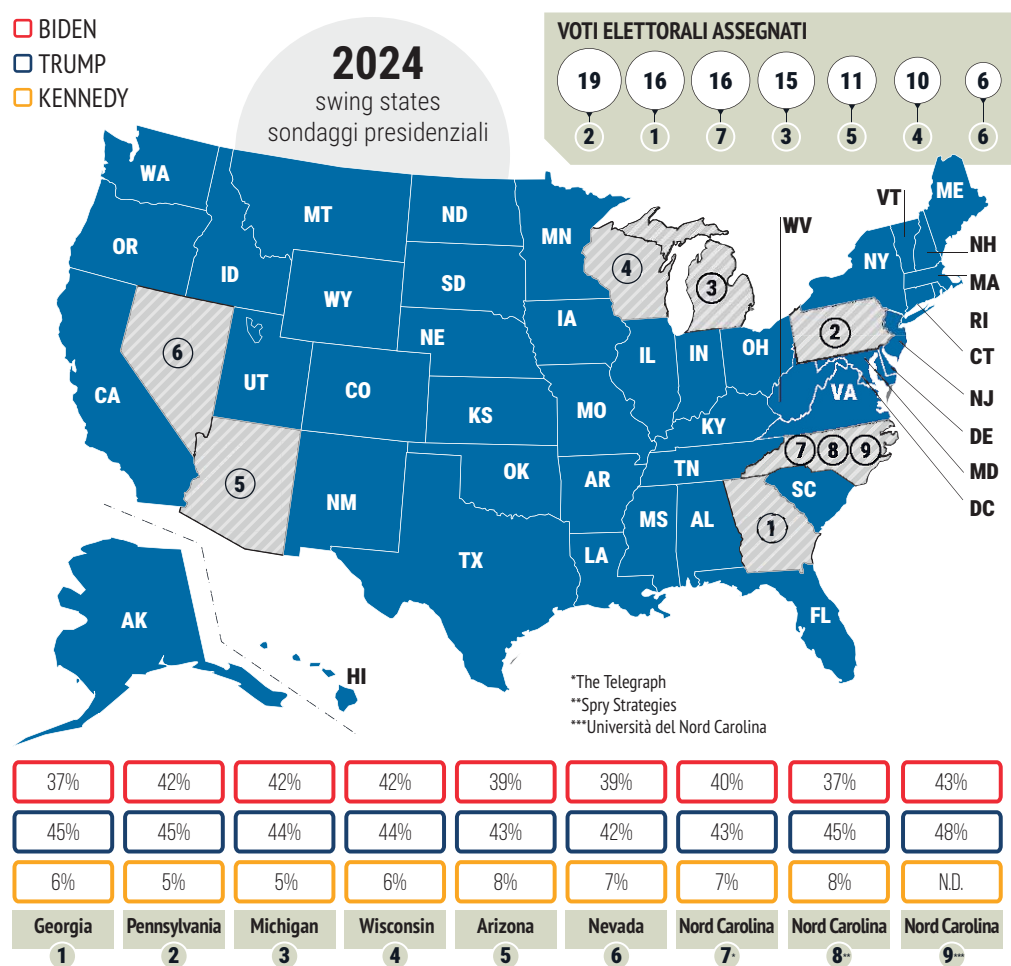 BIDEN
TRUMP
KENNEDY
2024
swing states
sondaggi presidenziali
VOTI ELETTORALI ASSEGNATI
19 16 16 15 11 10 6
2 1 7 3 5 4 6
WA
OR
CA
ID
MT
WY
UT
CO
NM
ND
SD
NE
KS
OK
TX
MN
IA
MO
AR
LA
IL
IN
OH
KY
TN
MS
AL
SC
FL
VA
NY
ME
VT
WV
NH
MA
RI
CT
NJ
DE
MD
DC
AK
HI
6
5
4
3
2
7 8 9
1
*The Telegraph
**Spry Strategies
***Università del Nord Carolina
37% 42% 42% 42% 39% 39% 40% 37% 43%
45% 45% 44% 44% 43% 42% 43% 45% 48%
6% 5% 5% 6% 8% 7% 7% 8% N.D.
Georgia Pennsylvania Michigan Wisconsin Arizona Nevada Nord Carolina Nord Carolina Nord Carolina
1 2 3 4 5 6 7* 8** 9***